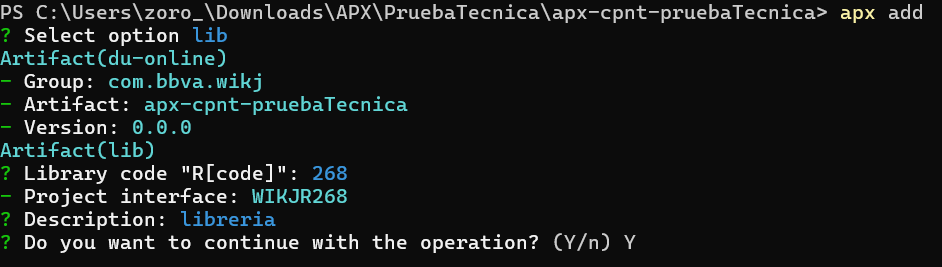 PS C:\Users\zoro_\Downloads\APX\PruebaTecnica\apx-cpnt-pruebaTecnica> apx add
? Select option lib
Artifact(du-online)
- Group: com.bbva.wikj
- Artifact: apx-cpnt-pruebaTecnica
- Version: 0.0.0
Artifact(lib)
? Library code "R[code]": 268
- Project interface: WIKJR268
? Description: libreria
? Do you want to continue with the operation? (Y/n) Y